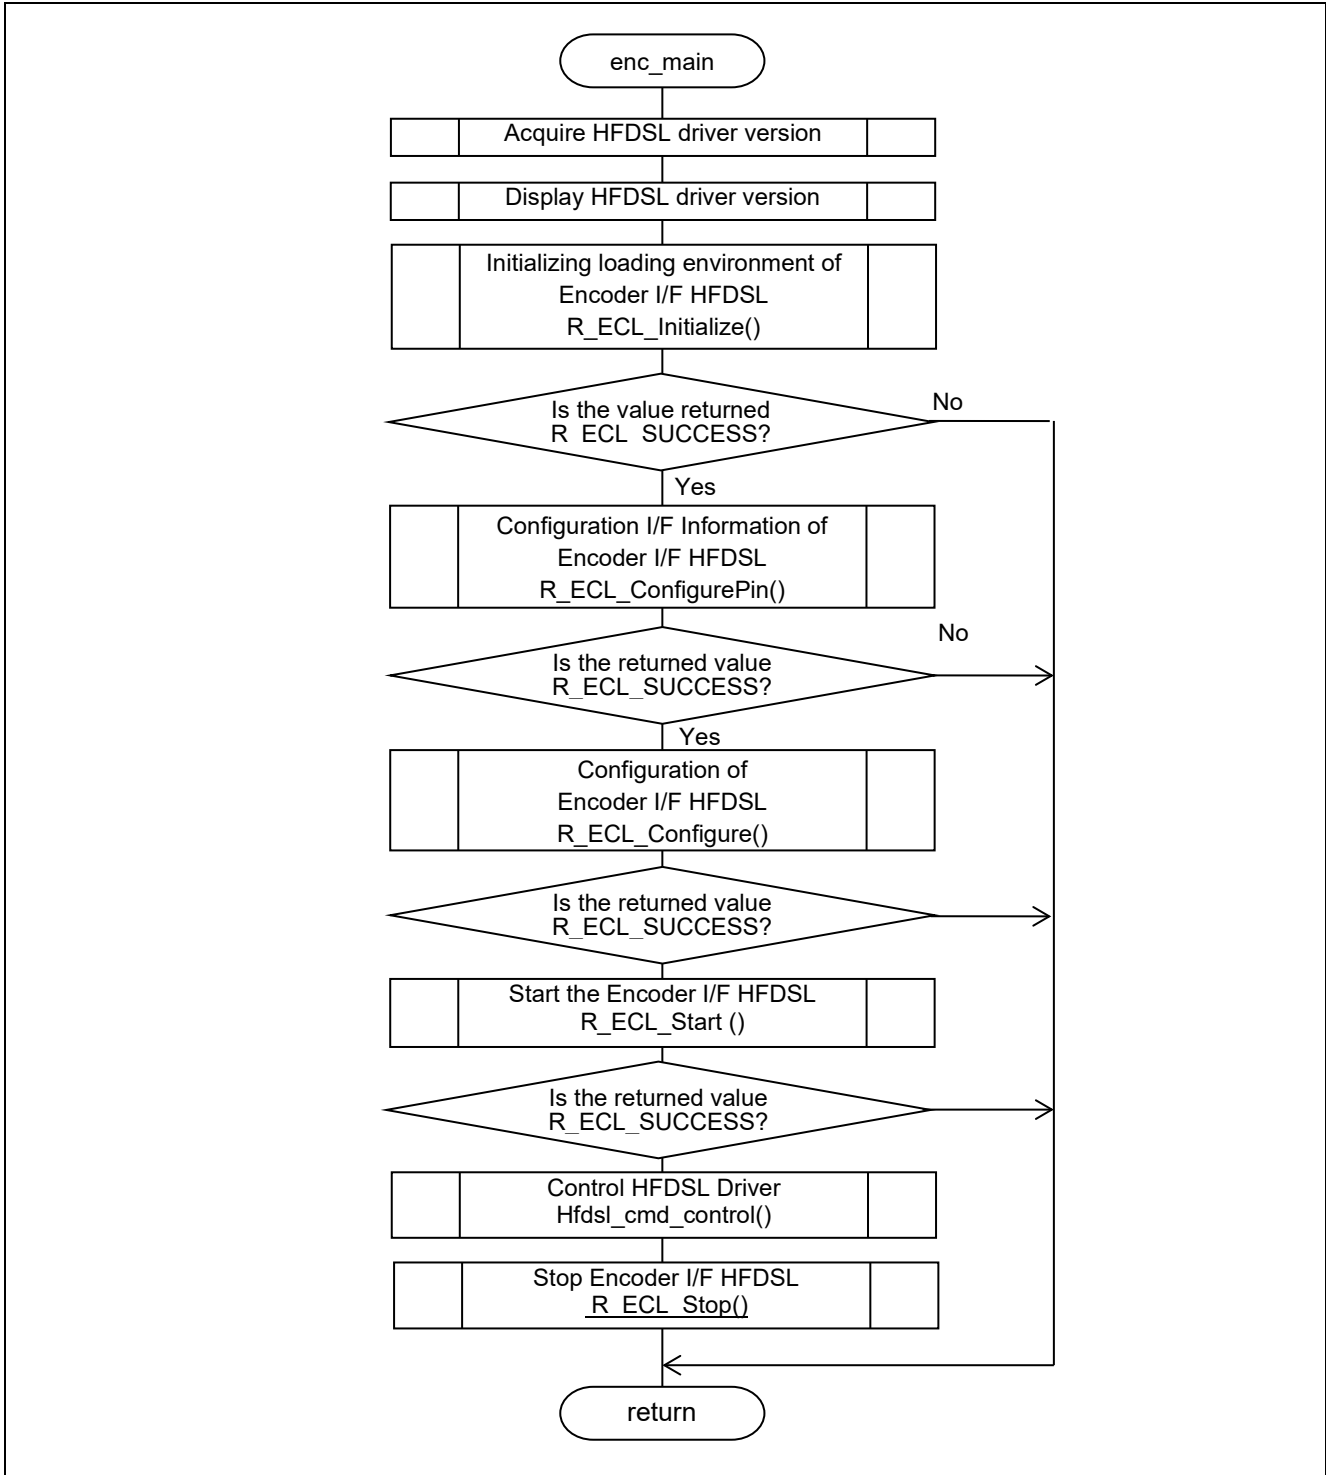 enc_main
Acquire HFDSL driver version
Display HFDSL driver version
Initializing loading environment of
Encoder I/F HFDSL
R_ECL_Initialize()
Is the value returned
R_ECL_SUCCESS?
No
Yes
Configuration I/F Information of
Encoder I/F HFDSL
R_ECL_ConfigurePin()
No
Is the returned value
R_ECL_SUCCESS?
Yes
Configuration of
Encoder I/F HFDSL
R_ECL_Configure()
Is the returned value
R_ECL_SUCCESS?
Start the Encoder I/F HFDSL
R_ECL_Start ()
Is the returned value
R_ECL_SUCCESS?
Control HFDSL Driver
Hfdsl_cmd_control()
Stop Encoder I/F HFDSL
R_ECL_Stop()
return